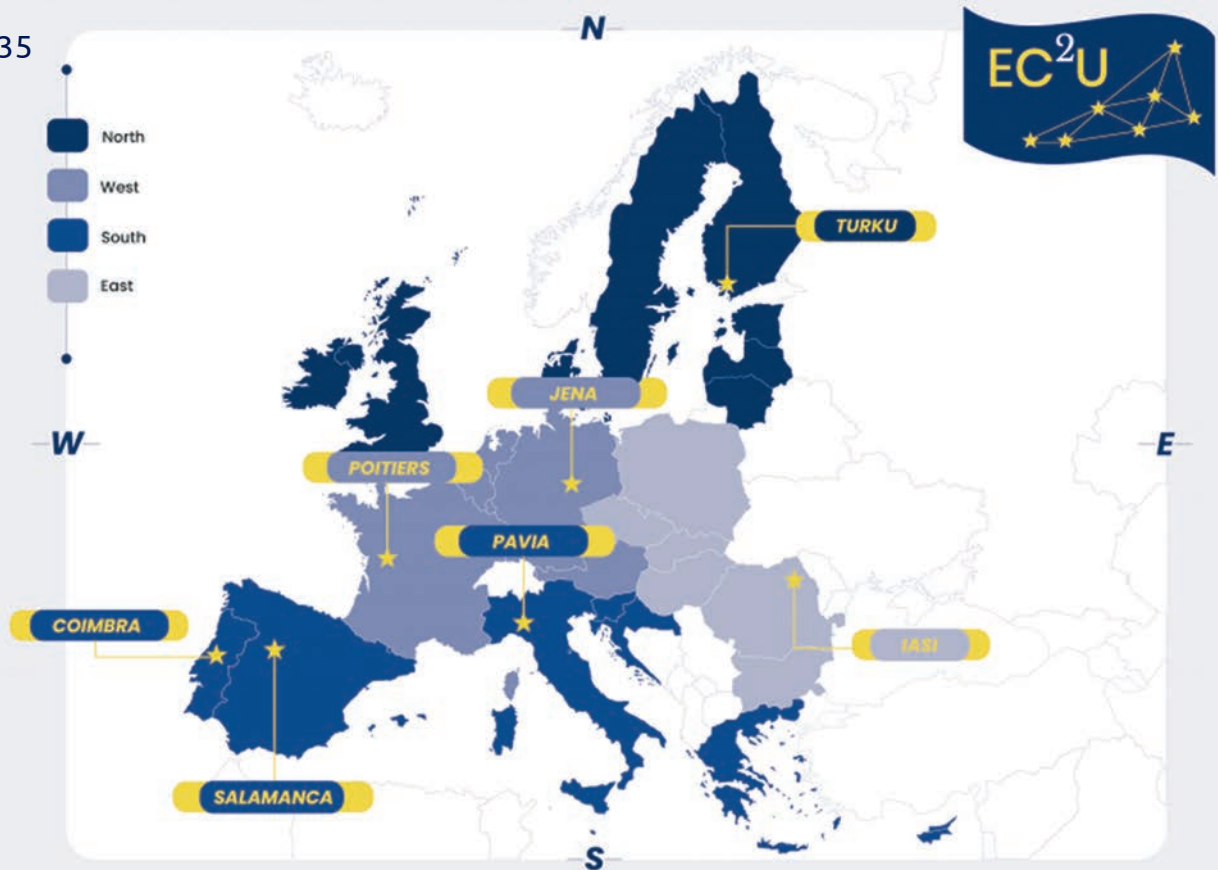 35
N
EC²U
North
West
South
East
TURKU
JENA
W
E
POITIERS
PAVIA
COIMBRA
IASI
SALAMANCA
S